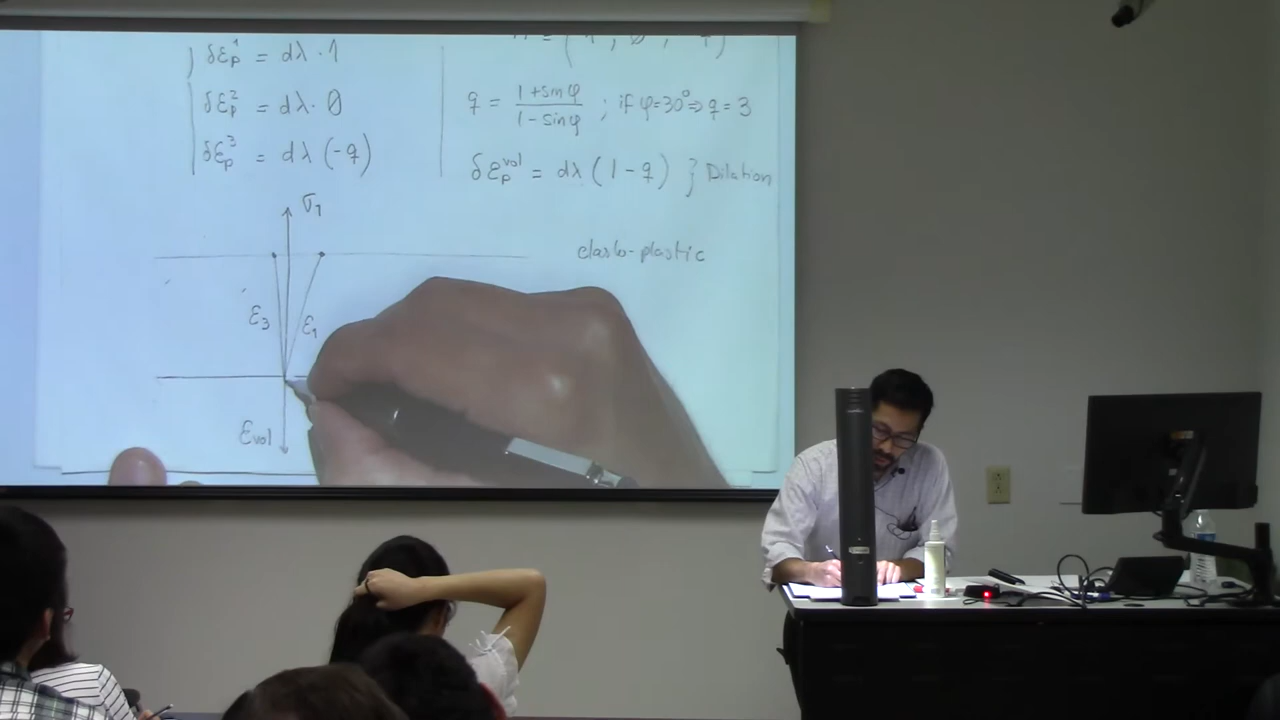 δε_p^1 = dλ · 1
δε_p^2 = dλ · 0
δε_p^3 = dλ (-q)
q = (1 + sin φ) / (1 - sin φ) ; if φ = 30° ⇒ q = 3
δε_p^vol = dλ (1 - q) } Dilation
σ1
elasto-plastic
ε3
ε1
εvol